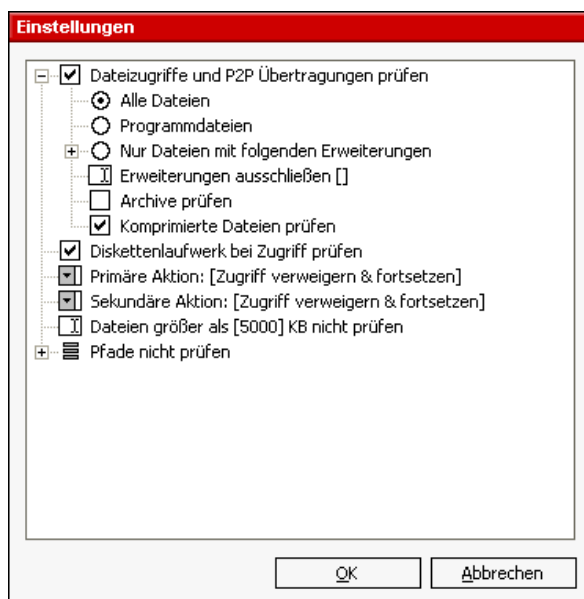 Einstellungen
Dateizugriffe und P2P Übertragungen prüfen
Alle Dateien
Programmdateien
Nur Dateien mit folgenden Erweiterungen
Erweiterungen ausschließen []
Archive prüfen
Komprimierte Dateien prüfen
Diskettenlaufwerk bei Zugriff prüfen
Primäre Aktion: [Zugriff verweigern & fortsetzen]
Sekundäre Aktion: [Zugriff verweigern & fortsetzen]
Dateien größer als [5000] KB nicht prüfen
Pfade nicht prüfen
OK
Abbrechen